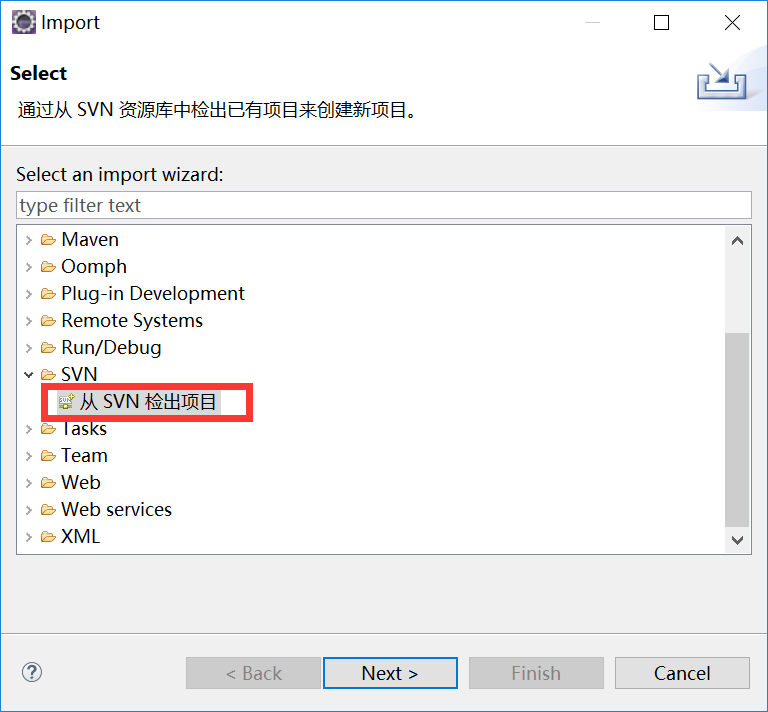 Import
Select
通过从 SVN 资源库中检出已有项目来创建新项目。
Select an import wizard:
type filter text
Maven
Oomph
Plug-in Development
Remote Systems
Run/Debug
SVN
从 SVN 检出项目
Tasks
Team
Web
Web services
XML
< Back Next > Finish Cancel